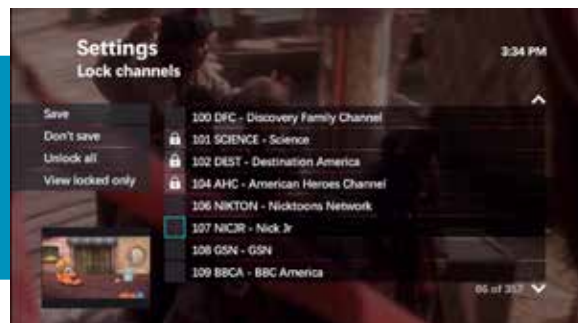 Settings
3:34 PM
Lock channels
Save
Don't save
Unlock all
View locked only
100 DFC - Discovery Family Channel
101 SCIENCE - Science
102 DEST - Destination America
104 AHC - American Heroes Channel
106 NIKTON - Nicktoons Network
107 NICJR - Nick Jr
108 GSN - GSN
109 BBCA - BBC America
86 of 357